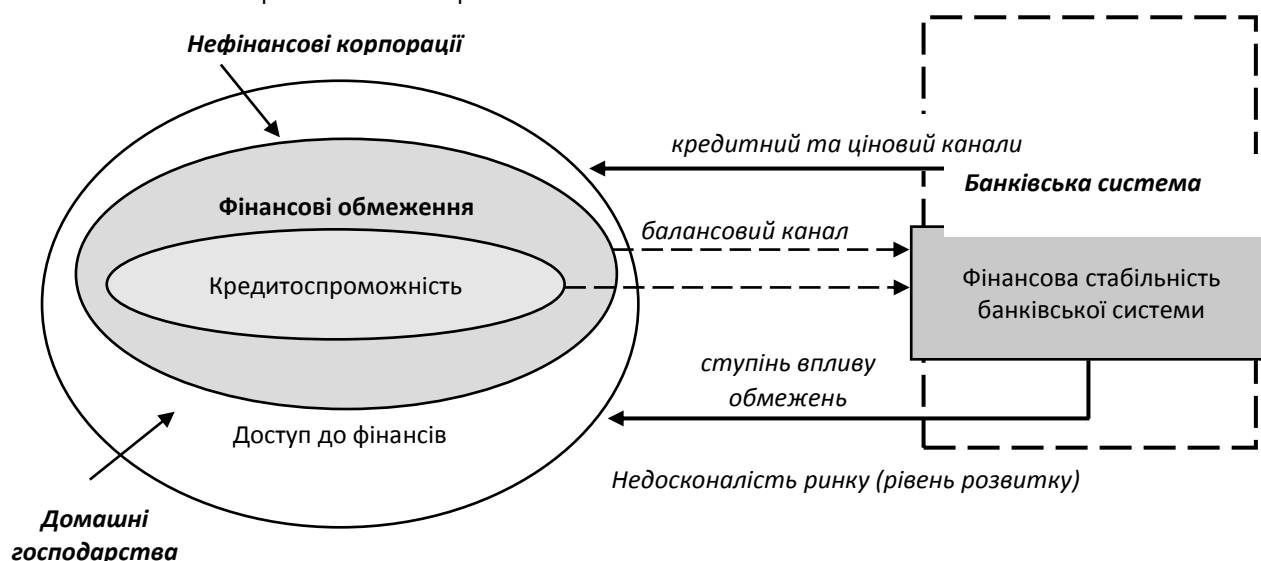 Нефінансові корпорації
кредитний та ціновий канали
Банківська система
Фінансові обмеження
балансовий канал
Кредитоспроможність
Фінансова стабільність
банківської системи
ступінь впливу
обмежень
Доступ до фінансів
Недосконалість ринку (рівень розвитку)
Домашні
господарства